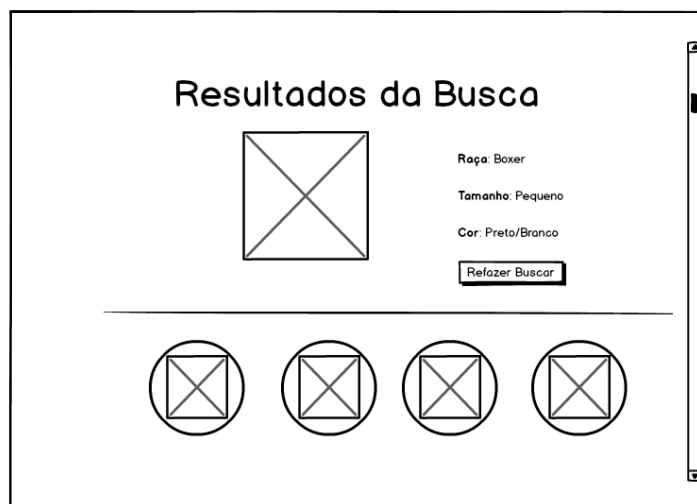 Resultados da Busca
Raça: Boxer
Tamanho: Pequeno
Cor: Preto/Branco
Refazer Buscar